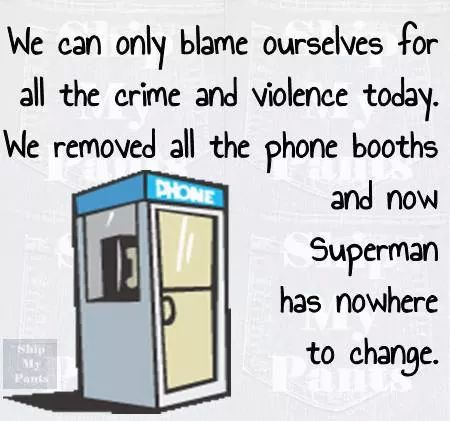 We can only blame ourselves for
all the crime and violence today.
We removed all the phone booths
and now
Superman
has nowhere
to change.
PHONE
Ship
My
Pants